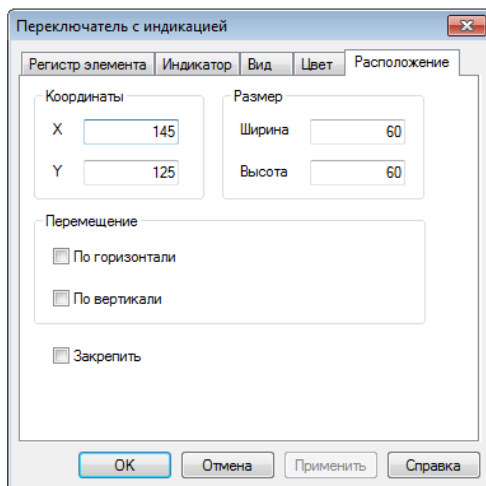 Переключатель с индикацией
Регистр элемента Индикатор Вид Цвет Расположение
Координаты Размер
X 145 Ширина 60
Y 125 Высота 60
Перемещение
По горизонтали
По вертикали
Закрепить
OK Отмена Применить Справка